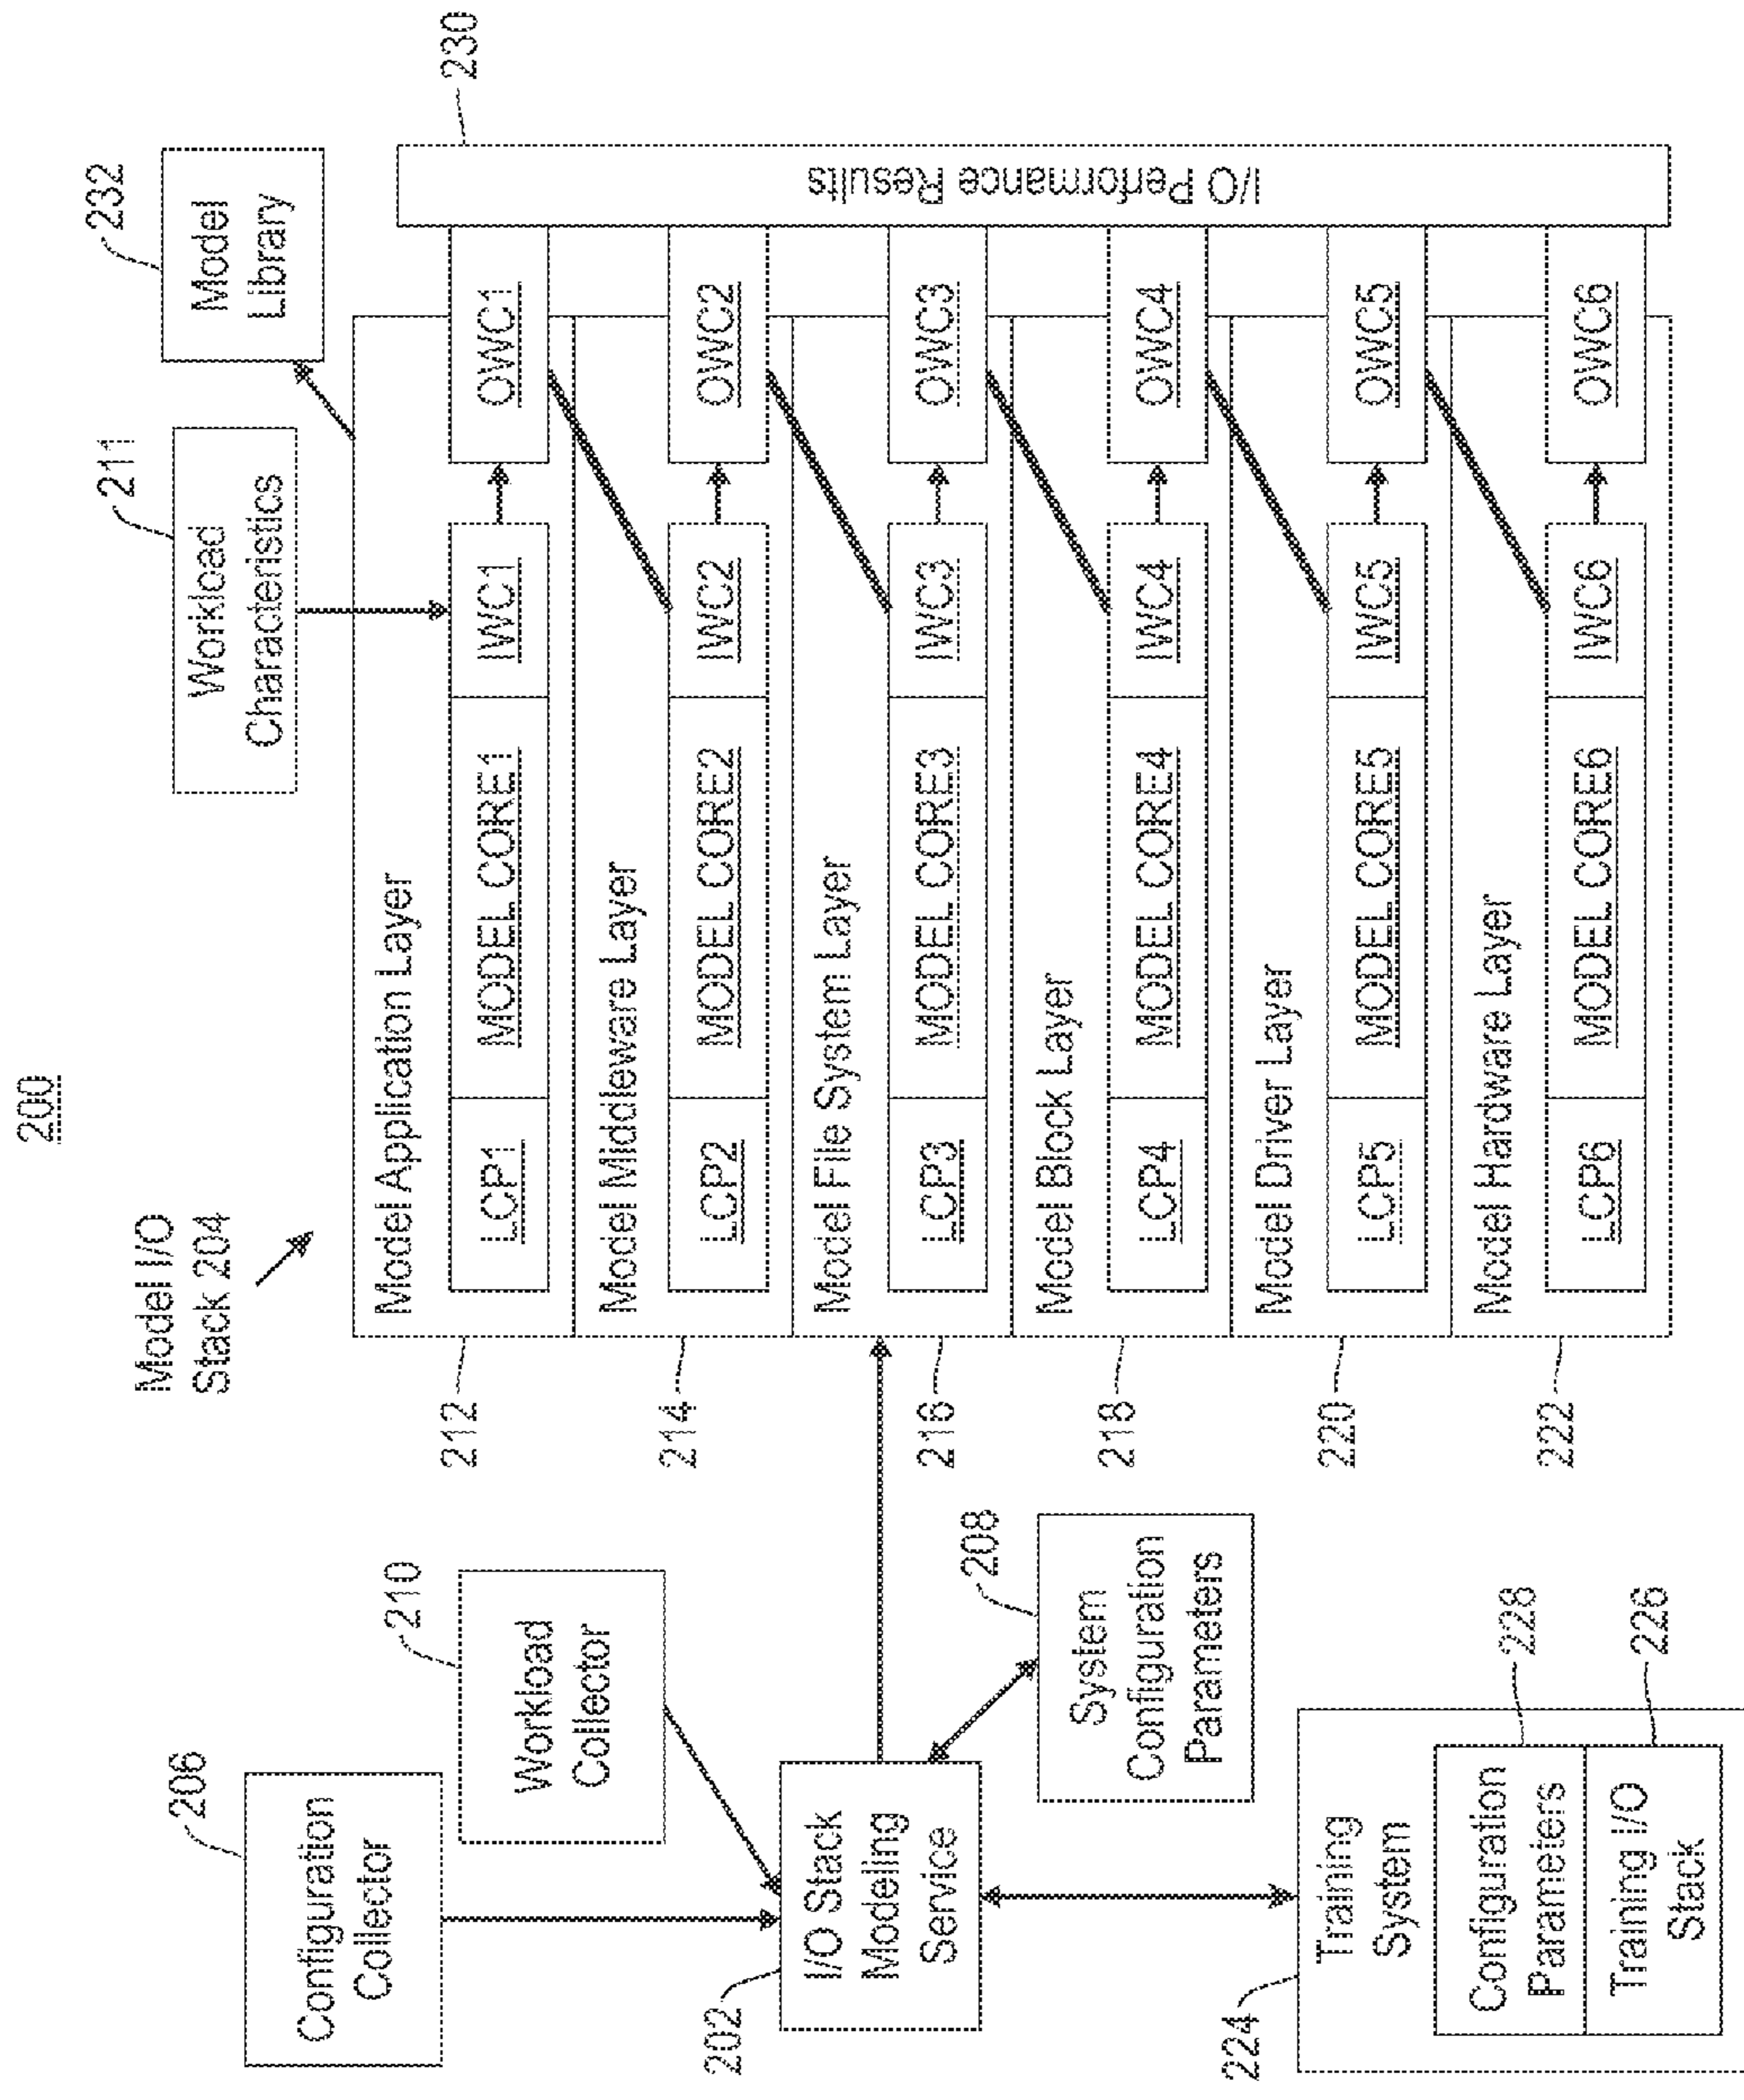 200
Model I/O
Stack 204
206
Configuration
Collector
210
Workload
Collector
202
I/O Stack
Modeling
Service
208
System
Configuration
Parameters
224
Training
System
228
Configuration
Parameters
226
Training I/O
Stack
211
Workload
Characteristics
232
Model
Library
230
I/O Performance Results
212
Model Application Layer
LCP1 MODEL CORE1 IWC1 OWC1
214
Model Middleware Layer
LCP2 MODEL CORE2 IWC2 OWC2
216
Model File System Layer
LCP3 MODEL CORE3 IWC3 OWC3
218
Model Block Layer
LCP4 MODEL CORE4 IWC4 OWC4
220
Model Driver Layer
LCP5 MODEL CORE5 IWC5 OWC5
222
Model Hardware Layer
LCP6 MODEL CORE6 IWC6 OWC6